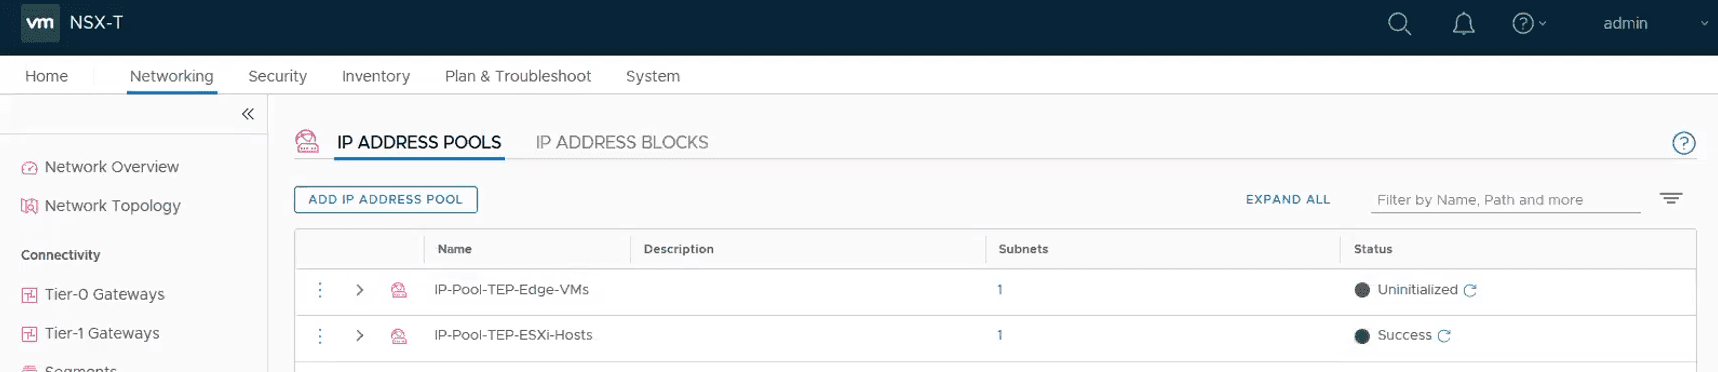 vm NSX-T admin
Home Networking Security Inventory Plan & Troubleshoot System
IP ADDRESS POOLS IP ADDRESS BLOCKS
Network Overview
Network Topology
ADD IP ADDRESS POOL EXPAND ALL Filter by Name, Path and more
Connectivity
Name Description Subnets Status
Tier-0 Gateways
IP-Pool-TEP-Edge-VMs 1 Uninitialized
Tier-1 Gateways
IP-Pool-TEP-ESXi-Hosts 1 Success
Segments